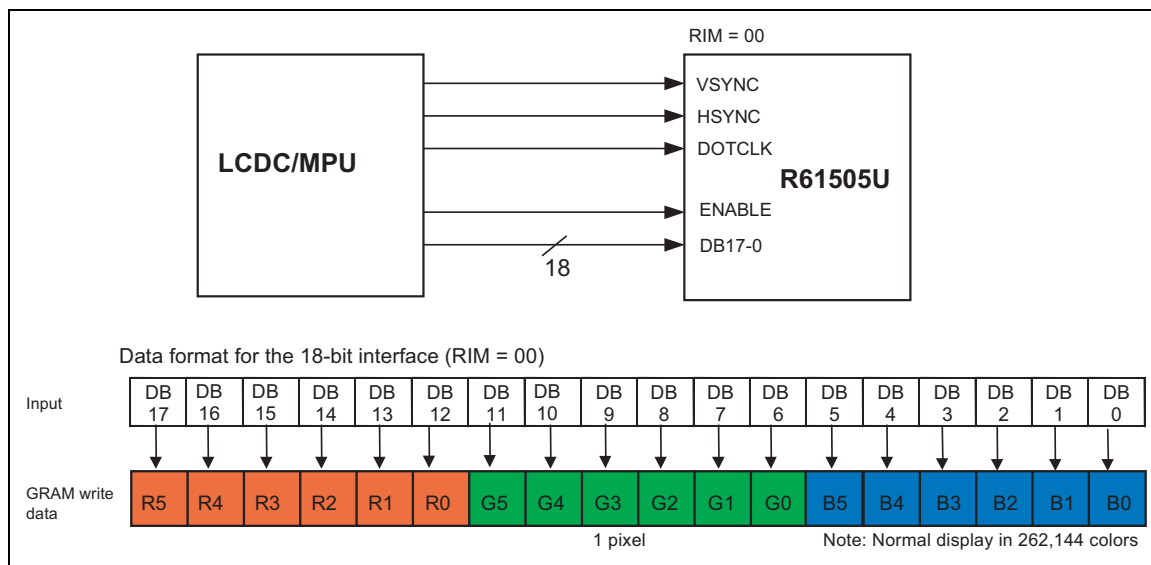 RIM = 00
LCDC/MPU
VSYNC
HSYNC
DOTCLK
R61505U
ENABLE
DB17-0
18
Data format for the 18-bit interface (RIM = 00)
Input
DB 17 DB 16 DB 15 DB 14 DB 13 DB 12 DB 11 DB 10 DB 9 DB 8 DB 7 DB 6 DB 5 DB 4 DB 3 DB 2 DB 1 DB 0
GRAM write data
R5 R4 R3 R2 R1 R0 G5 G4 G3 G2 G1 G0 B5 B4 B3 B2 B1 B0
1 pixel
Note: Normal display in 262,144 colors